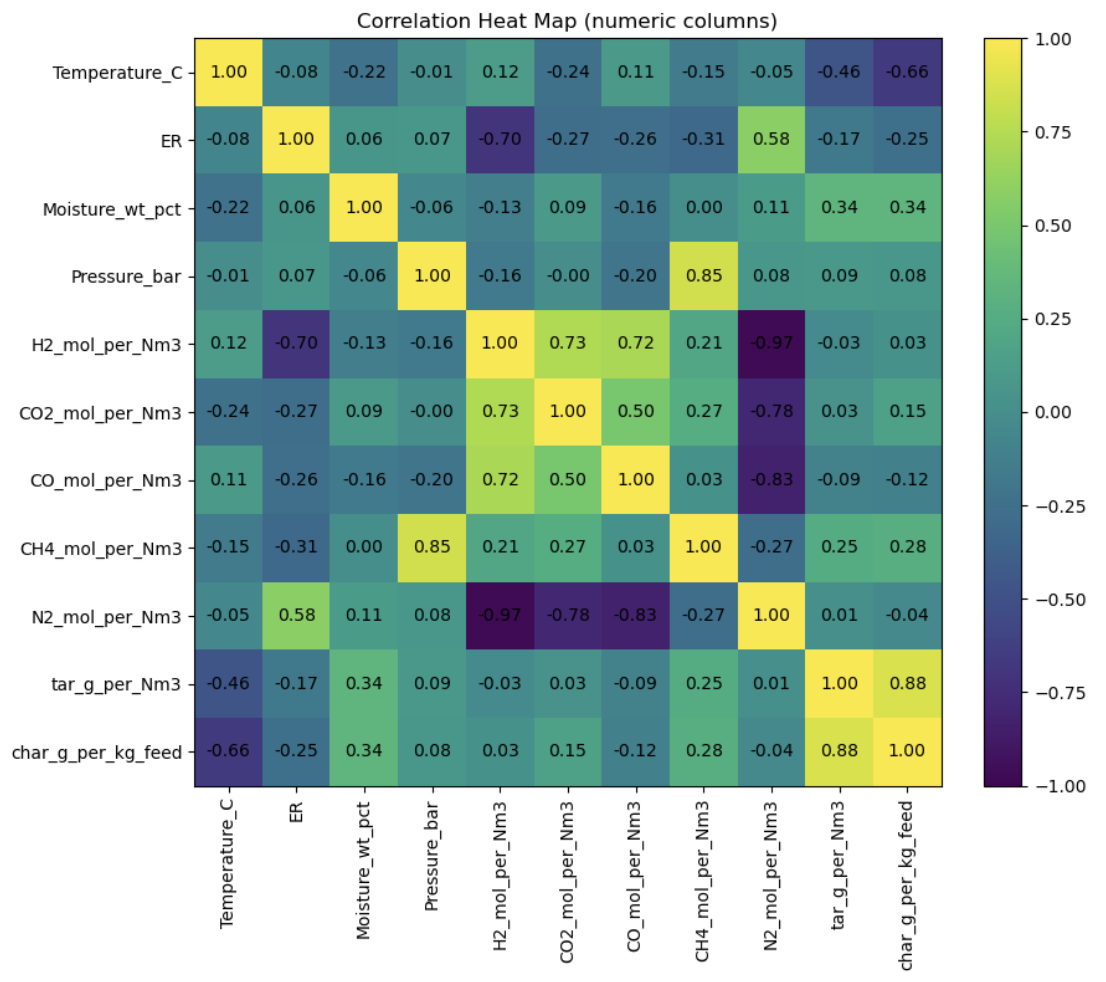 Correlation Heat Map (numeric columns)
Temperature_C 1.00 -0.08 -0.22 -0.01 0.12 -0.24 0.11 -0.15 -0.05 -0.46 -0.66
ER -0.08 1.00 0.06 0.07 -0.70 -0.27 -0.26 -0.31 0.58 -0.17 -0.25
Moisture_wt_pct -0.22 0.06 1.00 -0.06 -0.13 0.09 -0.16 0.00 0.11 0.34 0.34
Pressure_bar -0.01 0.07 -0.06 1.00 -0.16 -0.00 -0.20 0.85 0.08 0.09 0.08
H2_mol_per_Nm3 0.12 -0.70 -0.13 -0.16 1.00 0.73 0.72 0.21 -0.97 -0.03 0.03
CO2_mol_per_Nm3 -0.24 -0.27 0.09 -0.00 0.73 1.00 0.50 0.27 -0.78 0.03 0.15
CO_mol_per_Nm3 0.11 -0.26 -0.16 -0.20 0.72 0.50 1.00 0.03 -0.83 -0.09 -0.12
CH4_mol_per_Nm3 -0.15 -0.31 0.00 0.85 0.21 0.27 0.03 1.00 -0.27 0.25 0.28
N2_mol_per_Nm3 -0.05 0.58 0.11 0.08 -0.97 -0.78 -0.83 -0.27 1.00 0.01 -0.04
tar_g_per_Nm3 -0.46 -0.17 0.34 0.09 -0.03 0.03 -0.09 0.25 0.01 1.00 0.88
char_g_per_kg_feed -0.66 -0.25 0.34 0.08 0.03 0.15 -0.12 0.28 -0.04 0.88 1.00
Temperature_C
ER
Moisture_wt_pct
Pressure_bar
H2_mol_per_Nm3
CO2_mol_per_Nm3
CO_mol_per_Nm3
CH4_mol_per_Nm3
N2_mol_per_Nm3
tar_g_per_Nm3
char_g_per_kg_feed
1.00
0.75
0.50
0.25
0.00
−0.25
−0.50
−0.75
−1.00